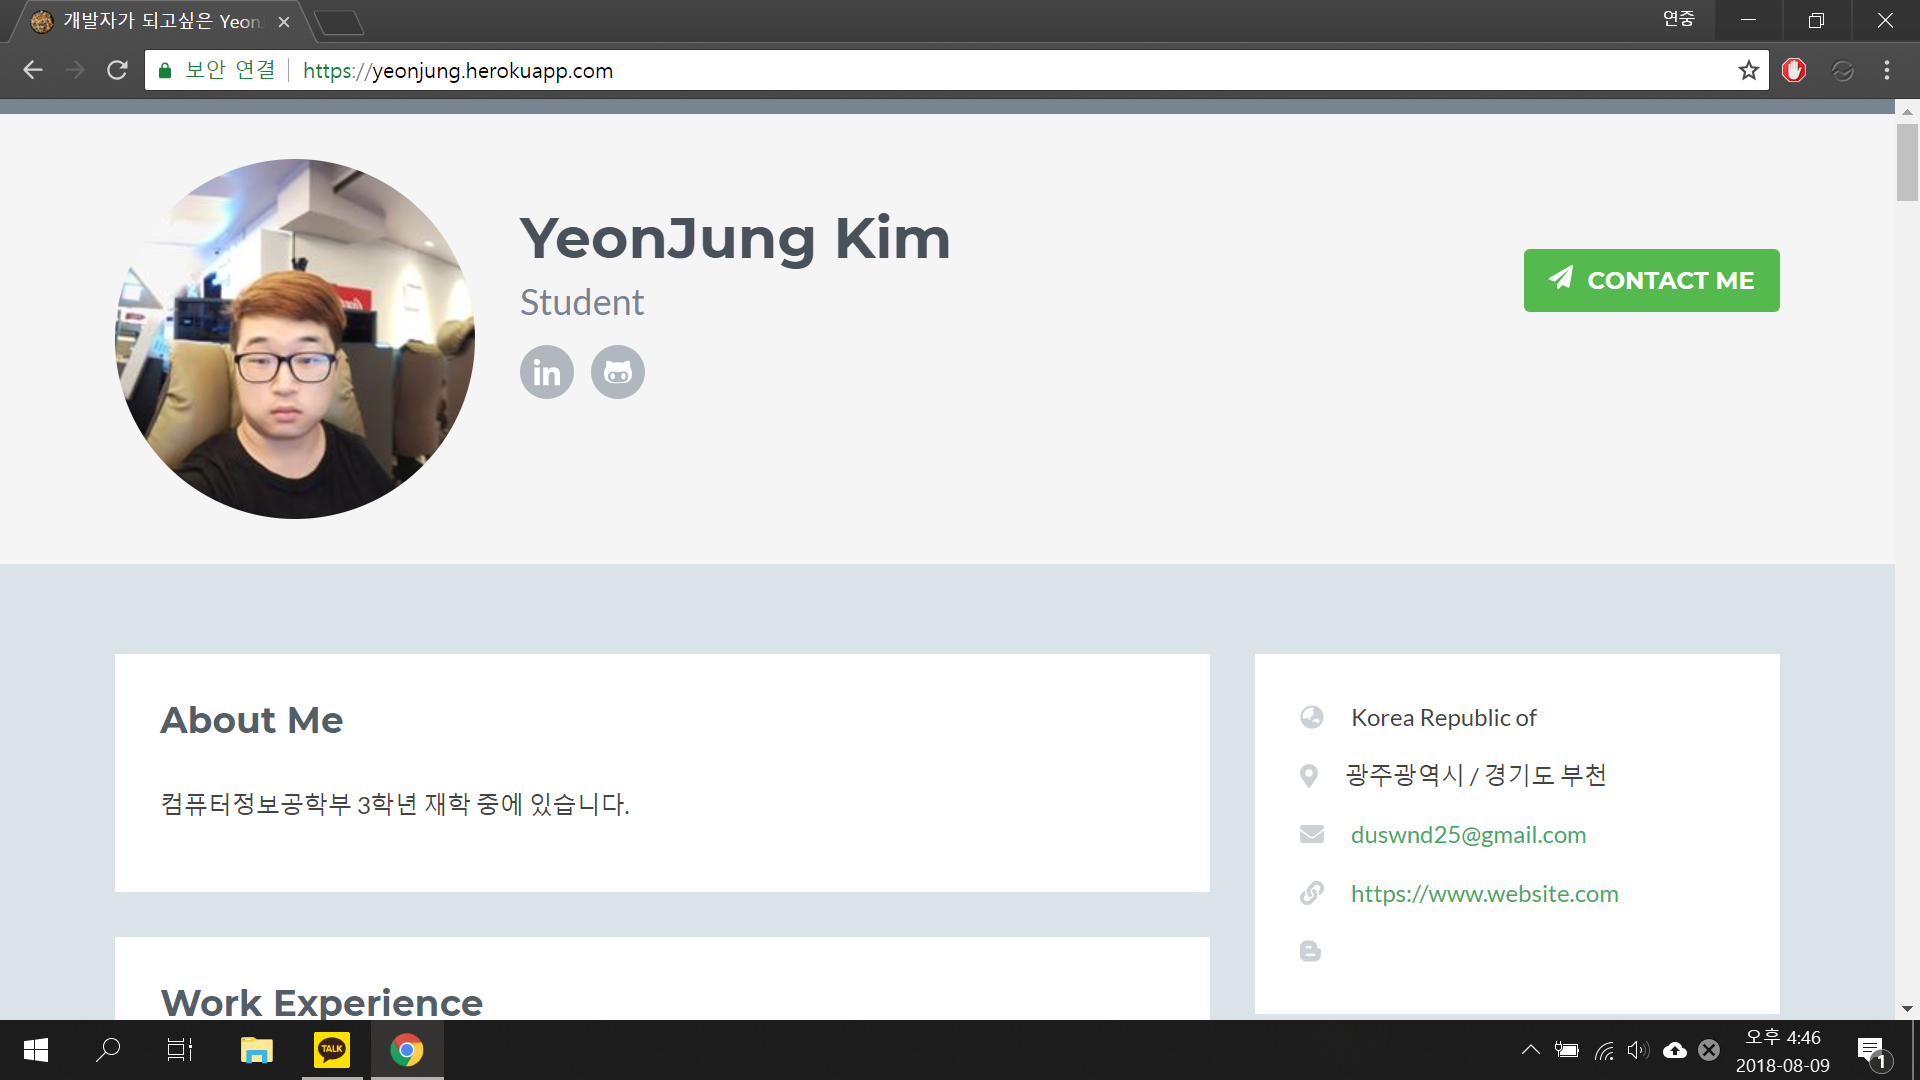 개발자가 되고싶은 Yeon
연중
보안 연결
https://yeonjung.herokuapp.com
YeonJung Kim
Student
in
CONTACT ME
About Me
컴퓨터정보공학부 3학년 재학 중에 있습니다.
Work Experience
Korea Republic of
광주광역시 / 경기도 부천
duswnd25@gmail.com
https://www.website.com
TALK
오후 4:46
2018-08-09
1